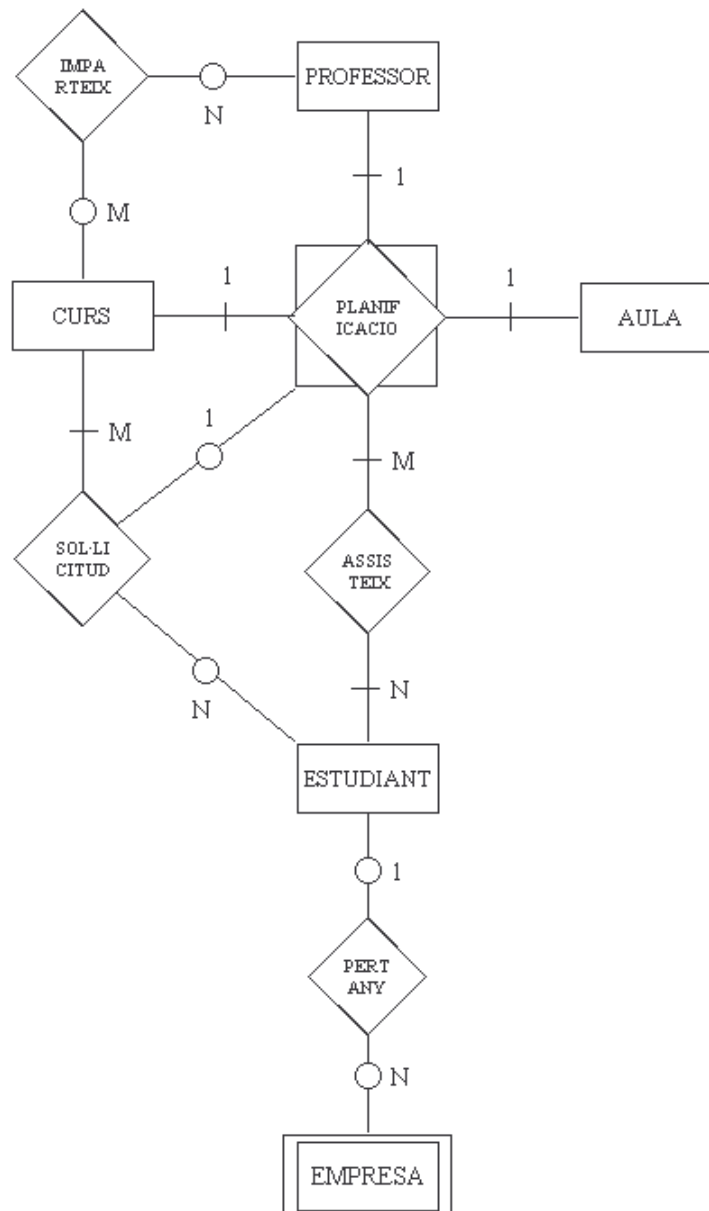 IMPA
RTEIX
N
PROFESSOR
M
1
CURS
1
PLANIF
ICACIO
1
AULA
M
1
M
SOL·LI
CITUD
ASSIS
TEIX
N
N
ESTUDIANT
1
PERT
ANY
N
EMPRESA